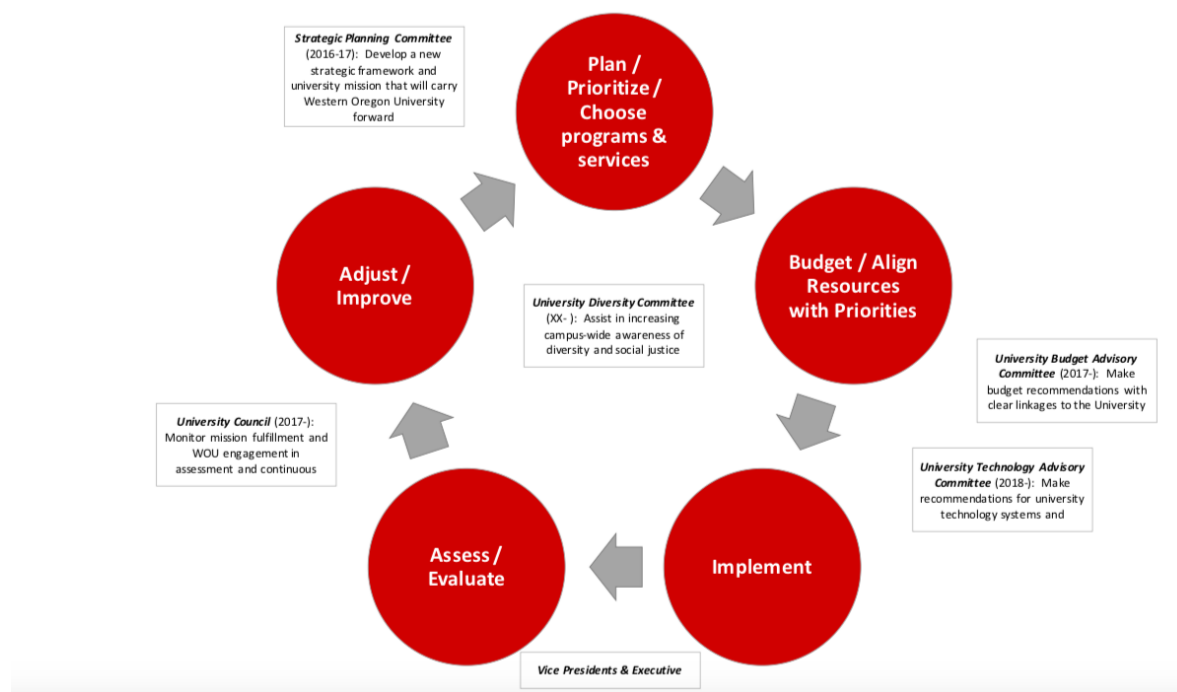 Strategic Planning Committee
(2016-17): Develop a new
strategic framework and
university mission that will carry
Western Oregon University
forward
Plan /
Prioritize /
Choose
programs &
services
Adjust /
Improve
Budget / Align
Resources
with Priorities
University Diversity Committee
(XX- ): Assist in increasing
campus-wide awareness of
diversity and social justice
University Budget Advisory
Committee (2017-): Make
budget recommendations with
clear linkages to the University
University Council (2017-):
Monitor mission fulfillment and
WOU engagement in
assessment and continuous
University Technology Advisory
Committee (2018-): Make
recommendations for university
technology systems and
Assess /
Evaluate
Implement
Vice Presidents & Executive